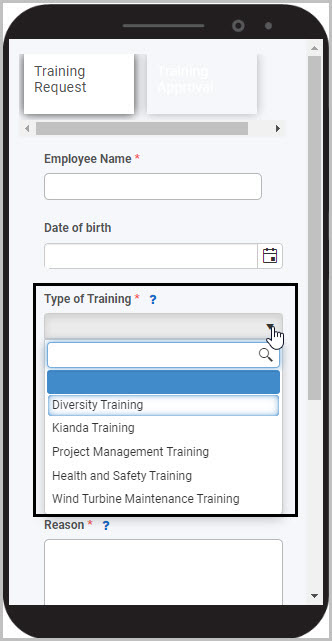 Training
Request
Training
Approval
Employee Name *
Date of birth
Type of Training * ?
Diversity Training
Kianda Training
Project Management Training
Health and Safety Training
Wind Turbine Maintenance Training
Reason * ?